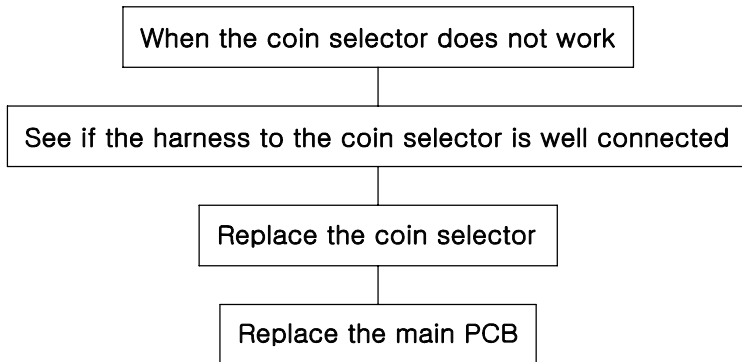 When the coin selector does not work
See if the harness to the coin selector is well connected
Replace the coin selector
Replace the main PCB